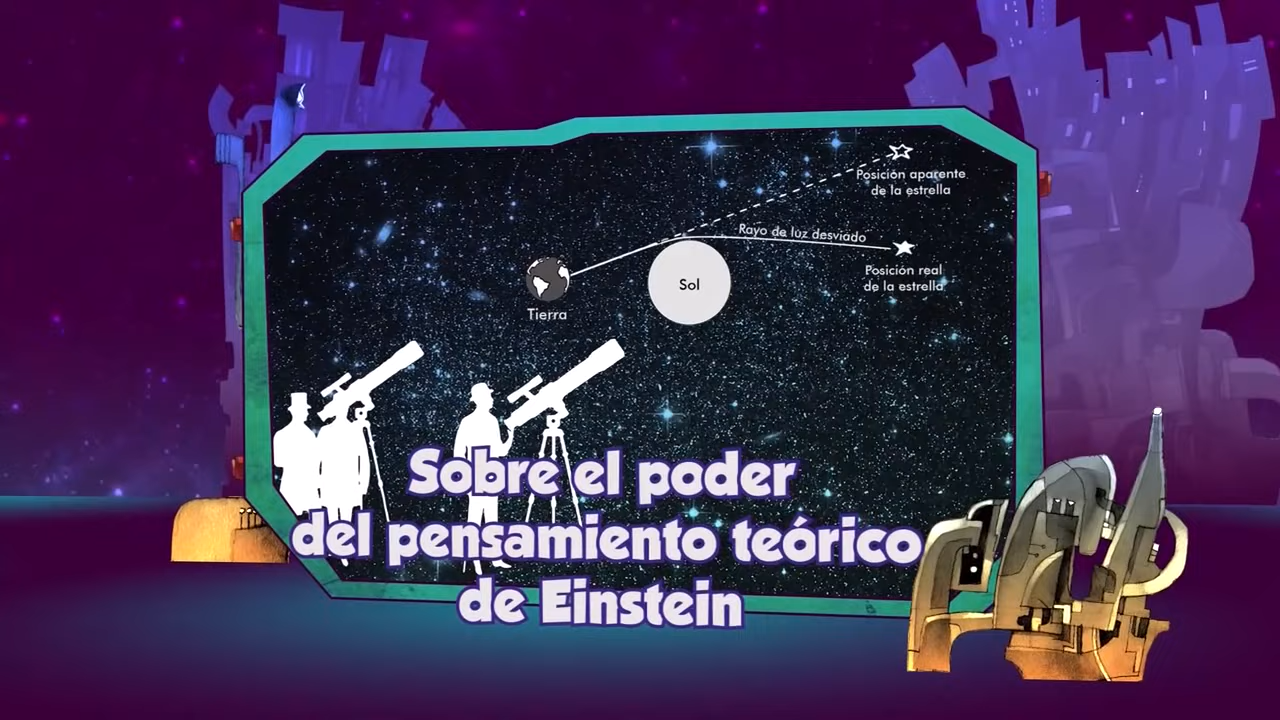 Posición aparente
de la estrella
Rayo de luz desviado
Posición real
de la estrella
Sol
Tierra
Sobre el poder
del pensamiento teórico
de Einstein